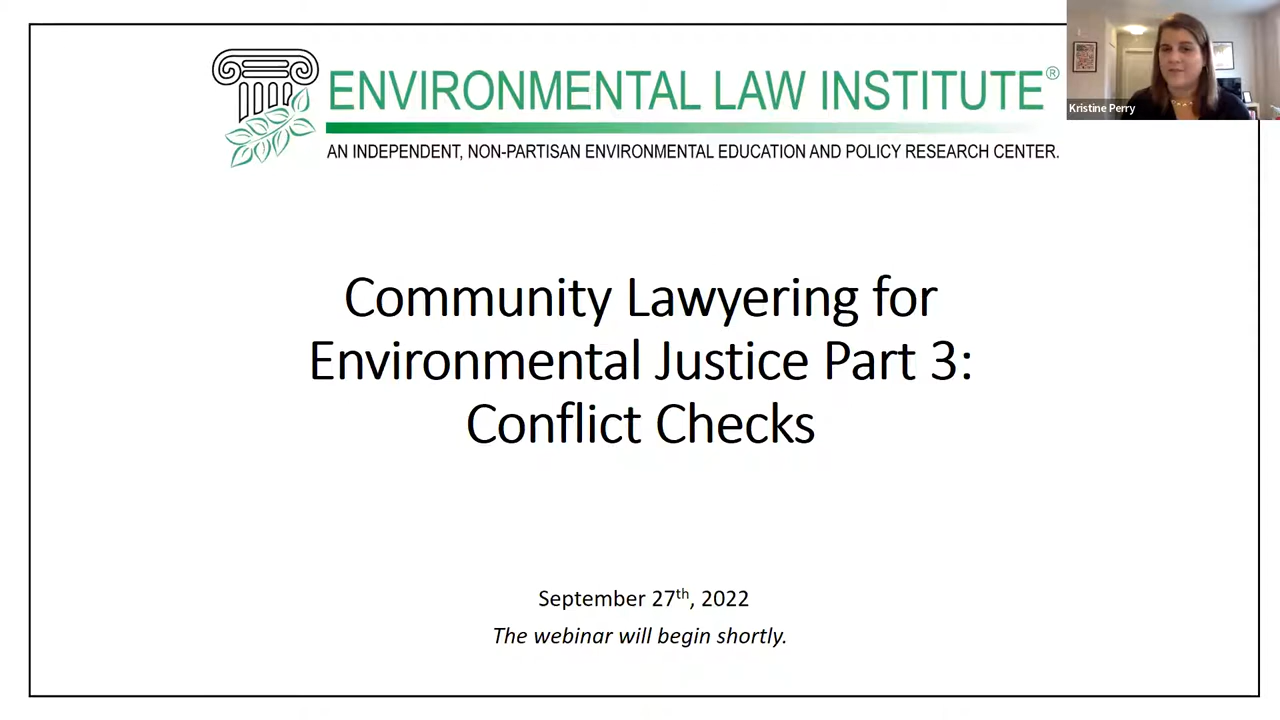 ENVIRONMENTAL LAW INSTITUTE®
AN INDEPENDENT, NON-PARTISAN ENVIRONMENTAL EDUCATION AND POLICY RESEARCH CENTER.
Kristine Perry
Community Lawyering for
Environmental Justice Part 3:
Conflict Checks
September 27th, 2022
The webinar will begin shortly.